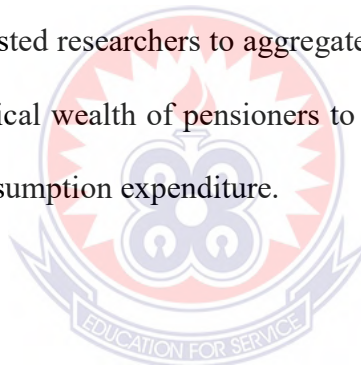 sted researchers to aggregate
ical wealth of pensioners to
sumption expenditure.
EDUCATION FOR SERVICE